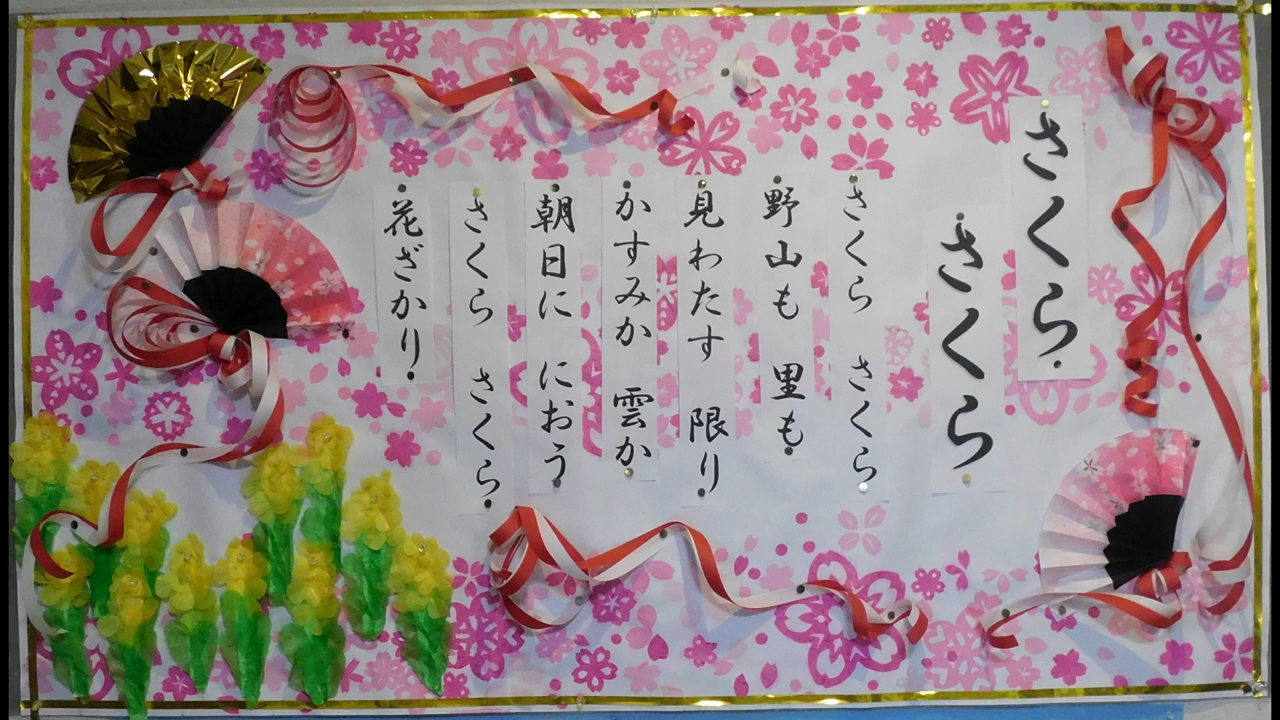 さくら
さくら
さくら さくら
野山も 里も
見わたす 限り
かすみか 雲か
朝日に におう
さくら さくら
花ざかり